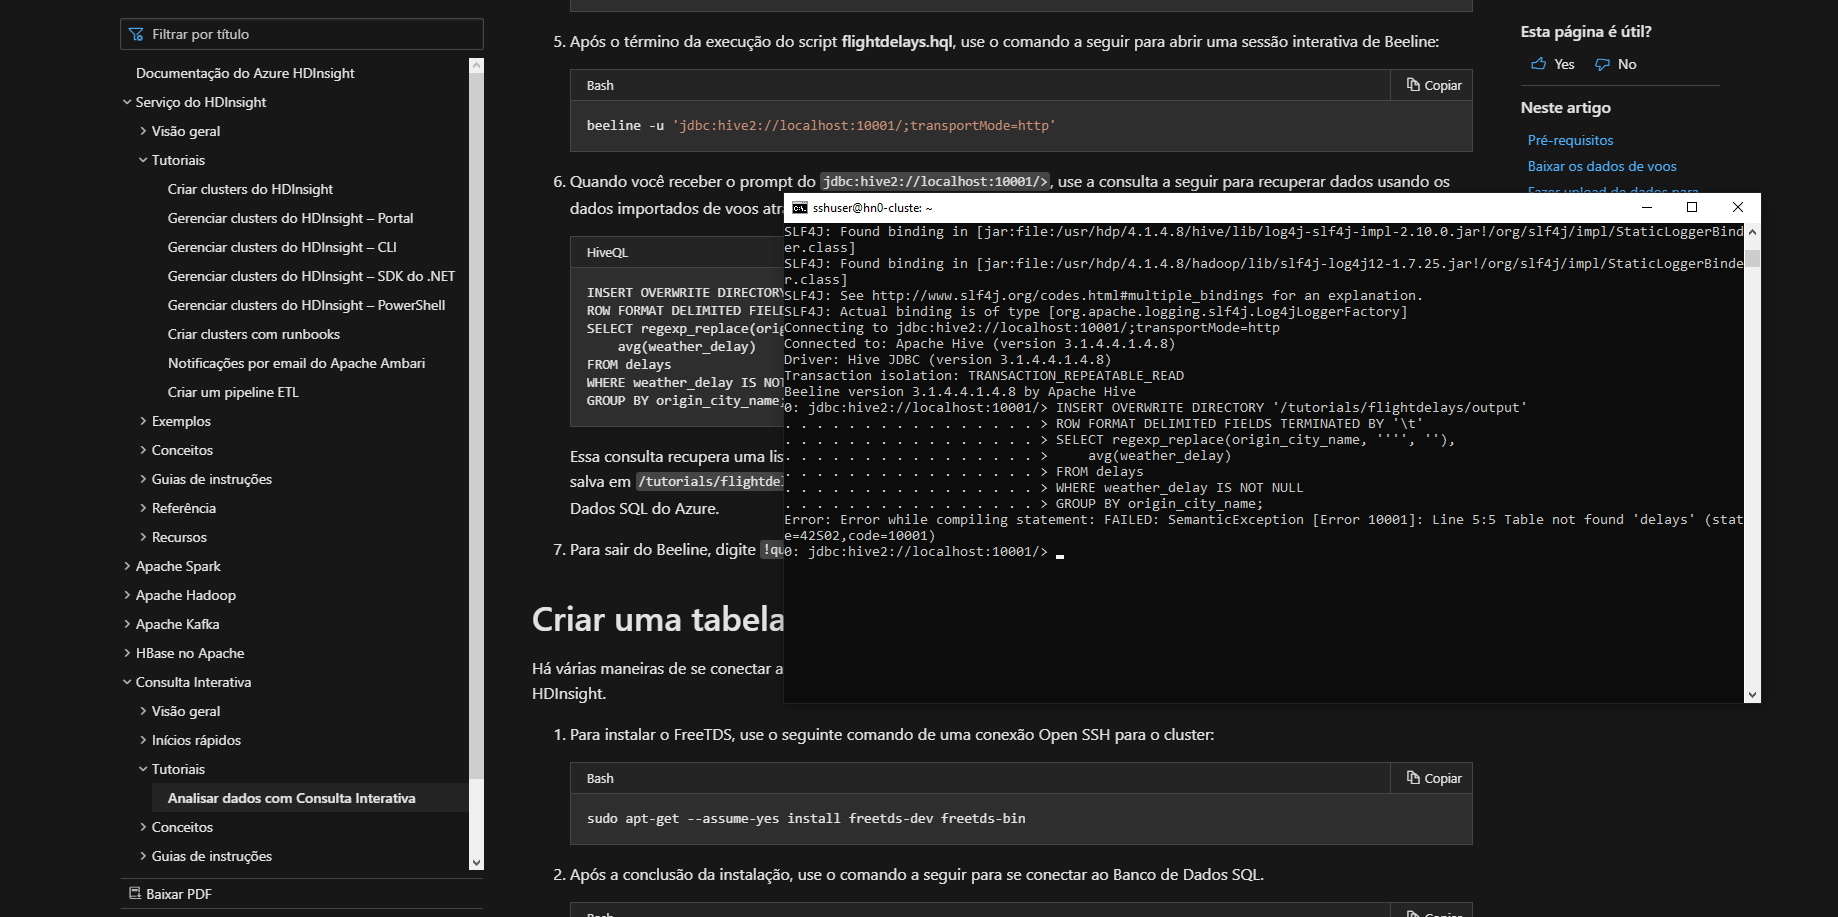 Filtrar por título
Documentação do Azure HDInsight
Serviço do HDInsight
Visão geral
Tutoriais
Criar clusters do HDInsight
Gerenciar clusters do HDInsight – Portal
Gerenciar clusters do HDInsight – CLI
Gerenciar clusters do HDInsight – SDK do .NET
Gerenciar clusters do HDInsight – PowerShell
Criar clusters com runbooks
Notificações por email do Apache Ambari
Criar um pipeline ETL
Exemplos
Conceitos
Guias de instruções
Referência
Recursos
Apache Spark
Apache Hadoop
Apache Kafka
HBase no Apache
Consulta Interativa
Visão geral
Inícios rápidos
Tutoriais
Analisar dados com Consulta Interativa
Conceitos
Guias de instruções
Baixar PDF
5. Após o término da execução do script flightdelays.hql, use o comando a seguir para abrir uma sessão interativa de Beeline:
Bash
Copiar
beeline -u 'jdbc:hive2://localhost:10001/;transportMode=http'
6. Quando você receber o prompt do jdbc:hive2://localhost:10001/>, use a consulta a seguir para recuperar dados usando os
dados importados de voos
HiveQL
INSERT OVERWRITE DIRECTORY
ROW FORMAT DELIMITED
SELECT regexp_replace(
avg(weather_delay)
FROM delays
WHERE weather_delay IS
GROUP BY origin_city_name;
Essa consulta recupera uma
salva em
Dados SQL do Azure.
7. Para sair do Beeline, digite
Criar uma tabela
Há várias maneiras de se conectar
HDInsight.
1. Para instalar o FreeTDS, use o seguinte comando de uma conexão Open SSH para o cluster:
Bash
Copiar
sudo apt-get --assume-yes install freetds-dev freetds-bin
2. Após a conclusão da instalação, use o comando a seguir para se conectar ao Banco de Dados SQL.
Bash
Copiar
Esta página é útil?
Yes
No
Neste artigo
Pré-requisitos
Baixar os dados de voos
Fazer upload de dados para
sshuser@hn0-cluste: ~
SLF4J: Found binding in [jar:file:/usr/hdp/4.1.4.8/hive/lib/log4j-slf4j-impl-2.10.0.jar!/org/slf4j/impl/StaticLoggerBind
er.class]
SLF4J: Found binding in [jar:file:/usr/hdp/4.1.4.8/hadoop/lib/slf4j-log4j12-1.7.25.jar!/org/slf4j/impl/StaticLoggerBinde
r.class]
SLF4J: See http://www.slf4j.org/codes.html#multiple_bindings for an explanation.
SLF4J: Actual binding is of type [org.apache.logging.slf4j.Log4jLoggerFactory]
Connecting to jdbc:hive2://localhost:10001/;transportMode=http
Connected to: Apache Hive (version 3.1.4.4.1.4.8)
Driver: Hive JDBC (version 3.1.4.4.1.4.8)
Transaction isolation: TRANSACTION_REPEATABLE_READ
Beeline version 3.1.4.4.1.4.8 by Apache Hive
0: jdbc:hive2://localhost:10001/> INSERT OVERWRITE DIRECTORY '/tutorials/flightdelays/output'
. . . . . . . . . . . . . . . . > ROW FORMAT DELIMITED FIELDS TERMINATED BY '\t'
. . . . . . . . . . . . . . . . > SELECT regexp_replace(origin_city_name, '''', ''),
. . . . . . . . . . . . . . . . >     avg(weather_delay)
. . . . . . . . . . . . . . . . > FROM delays
. . . . . . . . . . . . . . . . > WHERE weather_delay IS NOT NULL
. . . . . . . . . . . . . . . . > GROUP BY origin_city_name;
Error: Error while compiling statement: FAILED: SemanticException [Error 10001]: Line 5:5 Table not found 'delays' (stat
e=42S02,code=10001)
0: jdbc:hive2://localhost:10001/>